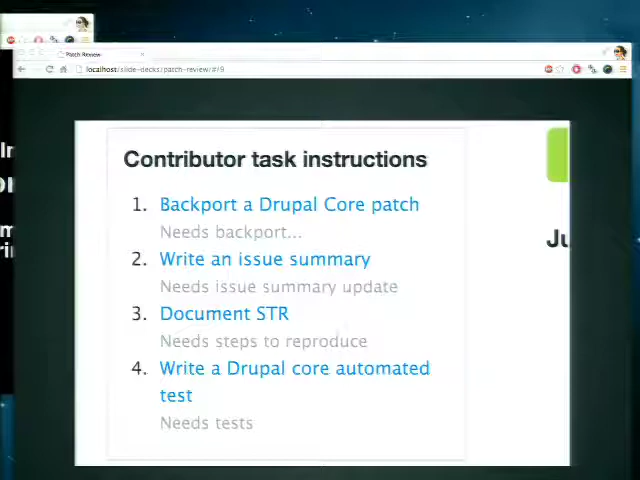 Patch Review
localhost/slide-decks/patch-review/#/9
Contributor task instructions
1. Backport a Drupal Core patch
Needs backport...
2. Write an issue summary
Needs issue summary update
3. Document STR
Needs steps to reproduce
4. Write a Drupal core automated
test
Needs tests